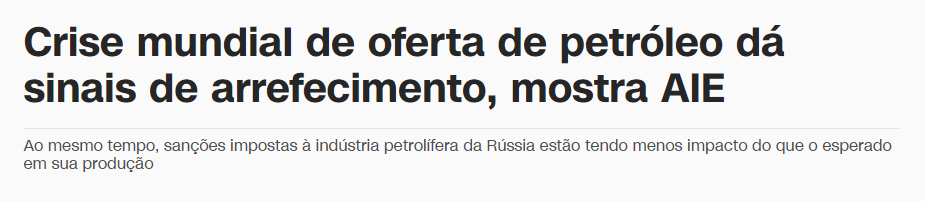 Crise mundial de oferta de petróleo dá
sinais de arrefecimento, mostra AIE
Ao mesmo tempo, sanções impostas à indústria petrolífera da Rússia estão tendo menos impacto do que o esperado
em sua produção